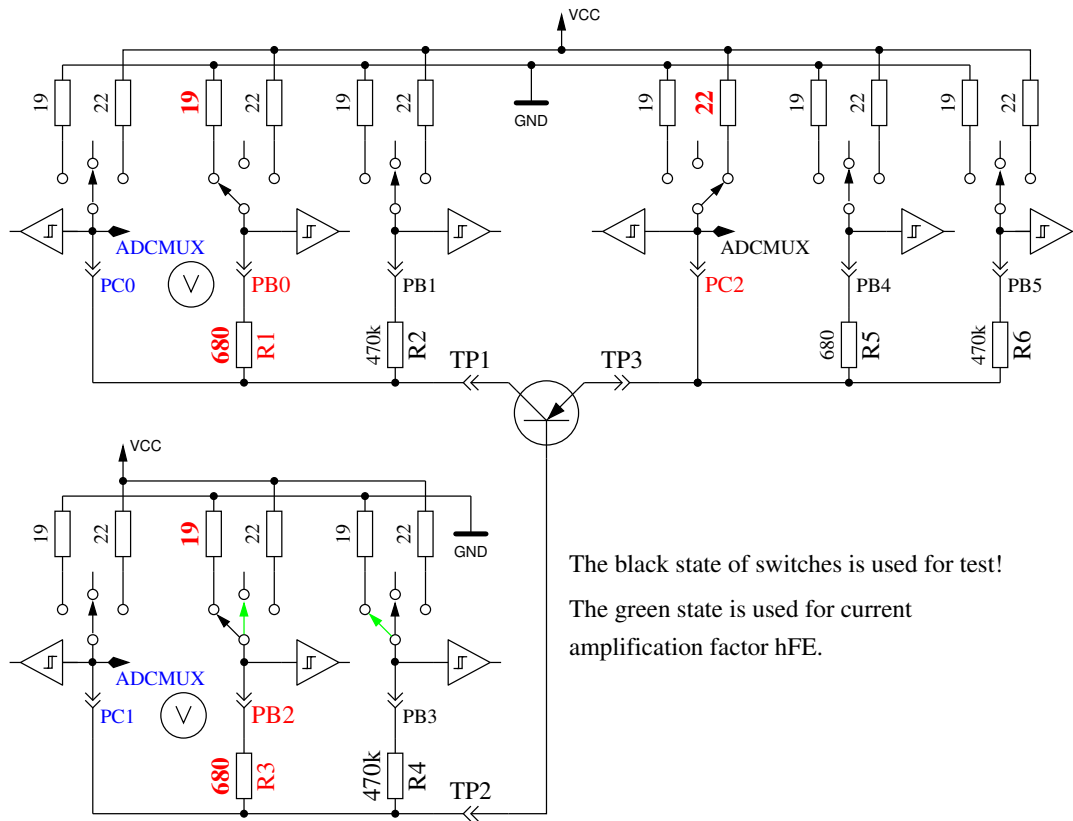 VCC
19
22
19
22
19
22
GND
19
22
19
22
19
22
ADCMUX
ADCMUX
PC0
V
PB0
PB1
PC2
PB4
PB5
680
R1
470k
R2
680
R5
470k
R6
TP1
TP3
VCC
19
22
19
22
19
22
GND
The black state of switches is used for test!
The green state is used for current
amplification factor hFE.
ADCMUX
PC1
V
PB2
PB3
680
R3
470k
R4
TP2